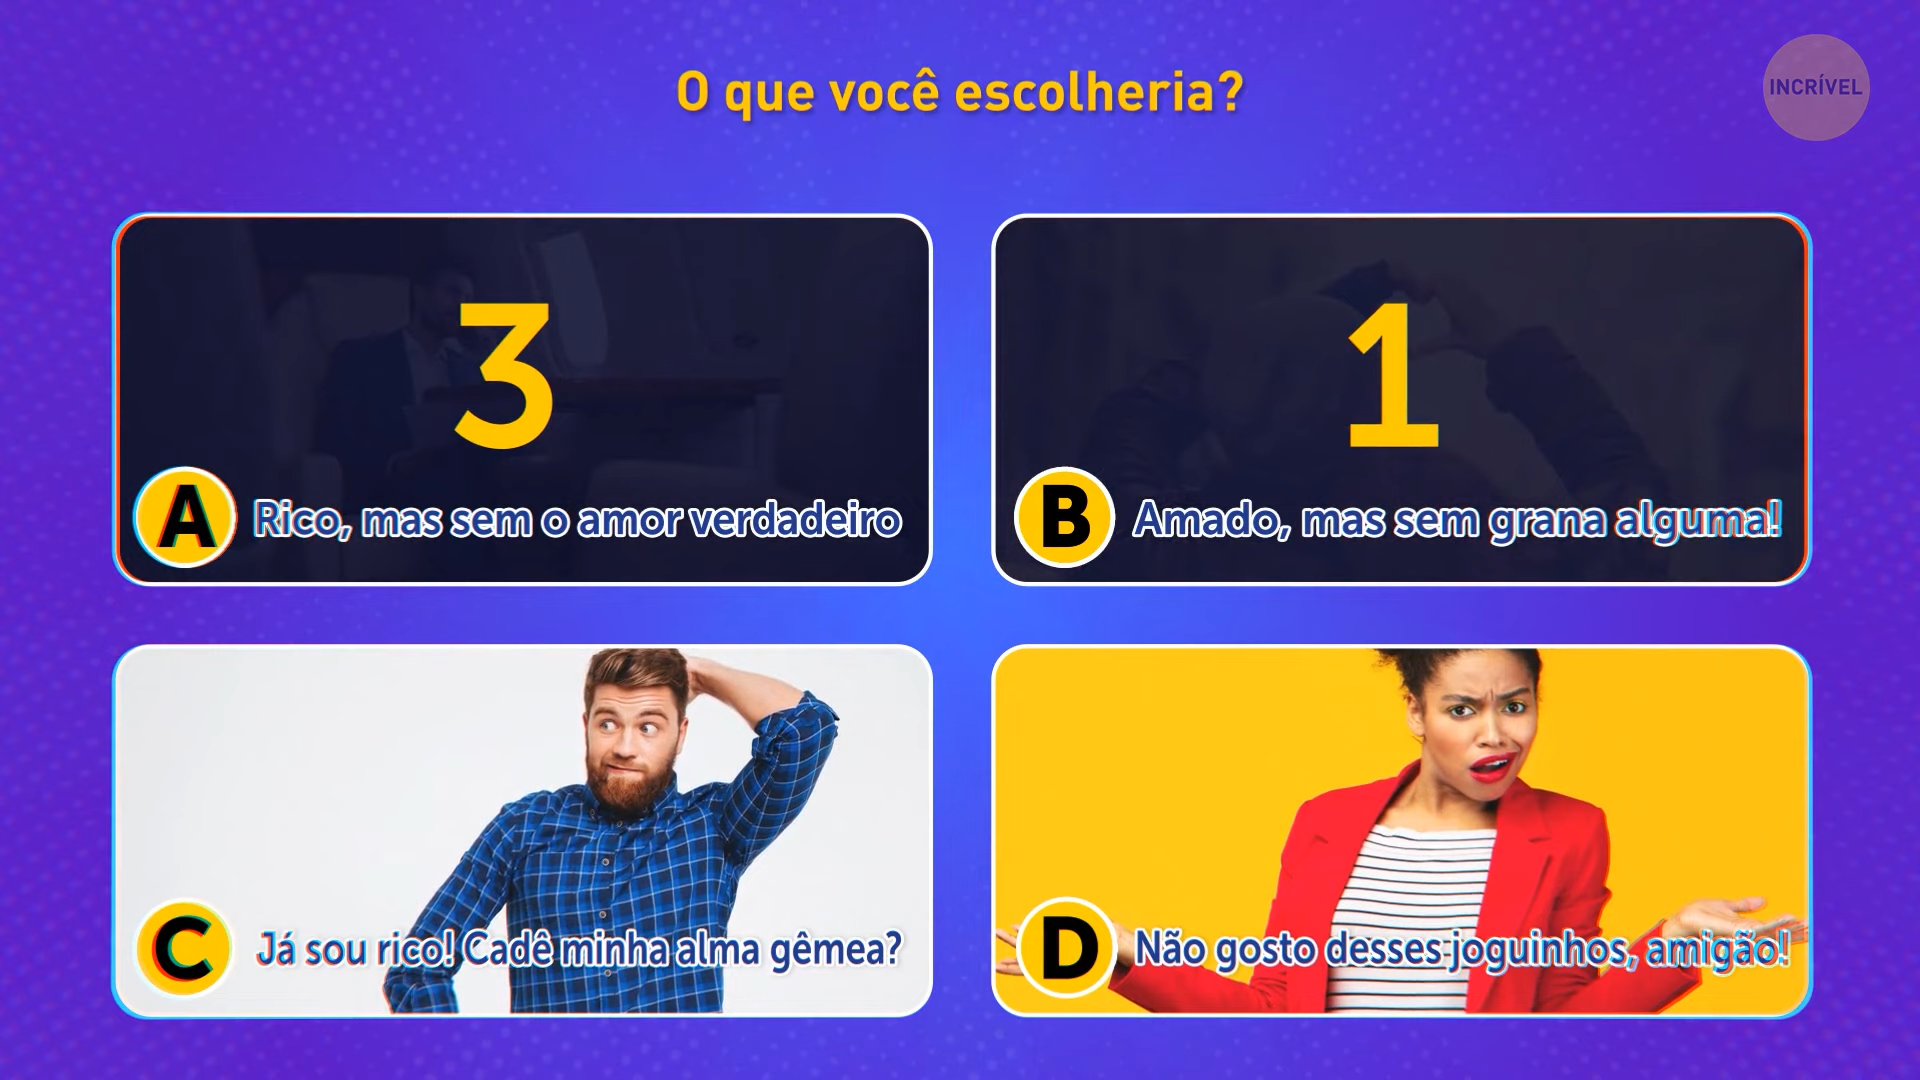 O que você escolheria?
INCRÍVEL
3
A Rico, mas sem o amor verdadeiro
1
B Amado, mas sem grana alguma!
C Já sou rico! Cadê minha alma gêmea?
D Não gosto desses joguinhos, amigão!